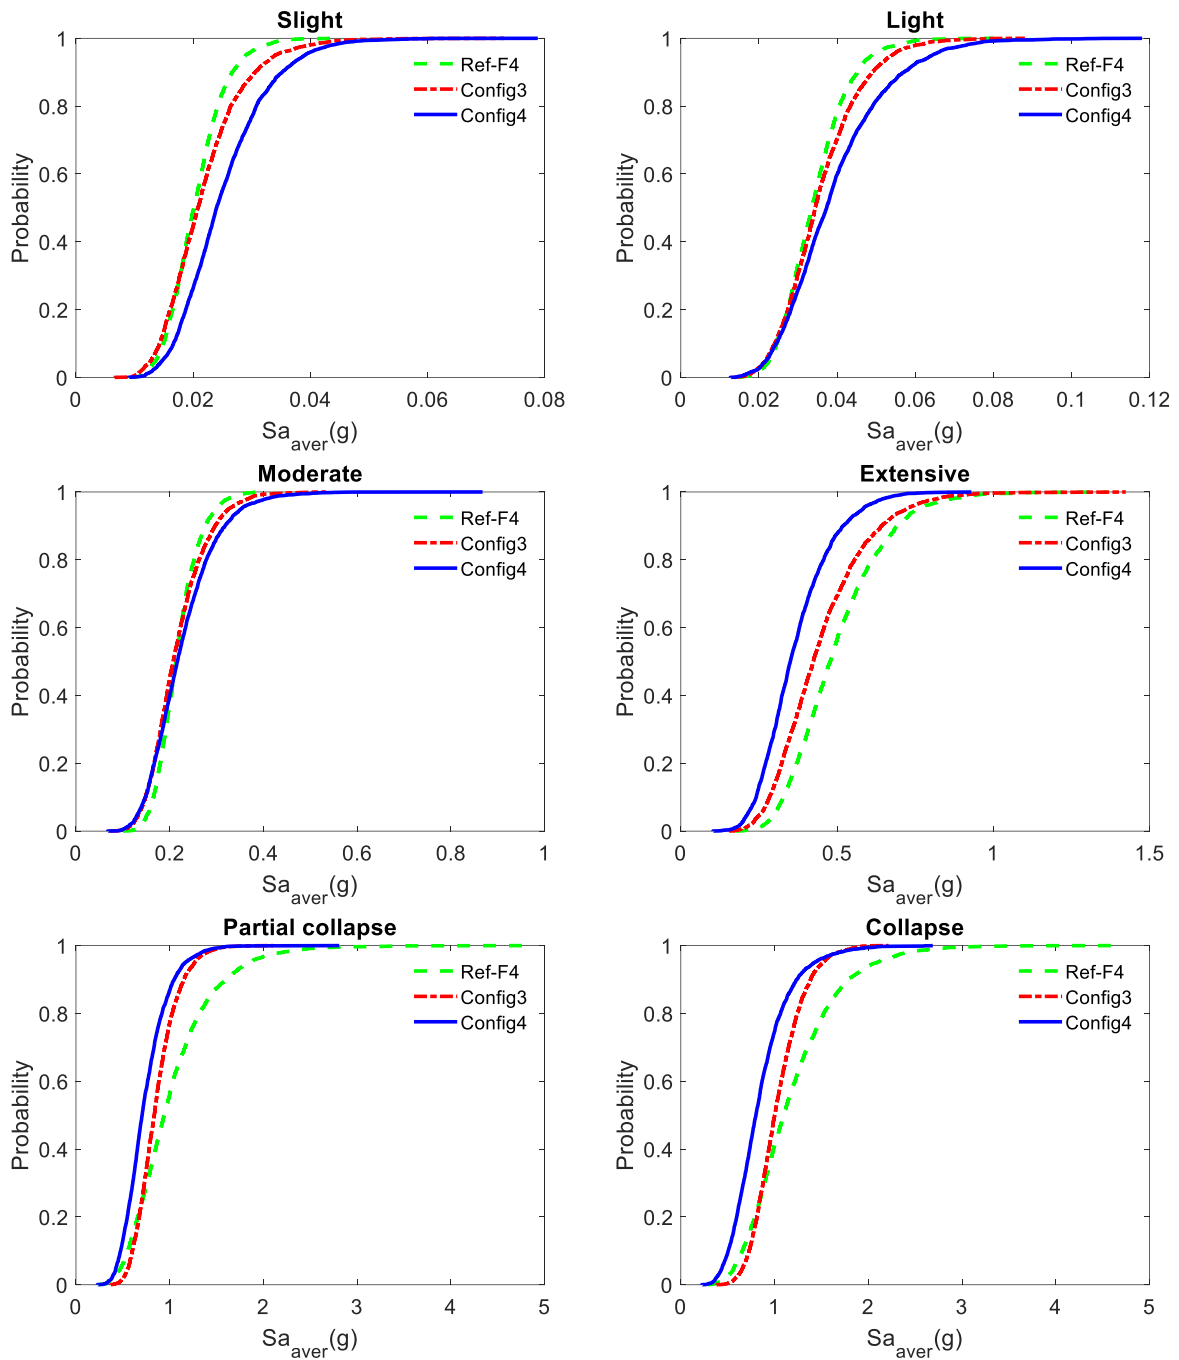 Slight
1
0.8
0.6
0.4
0.2
0
Probability
Ref-F4
Config3
Config4
0
0.02
0.04
0.06
0.08
Sa_aver(g)
Light
1
0.8
0.6
0.4
0.2
0
Probability
Ref-F4
Config3
Config4
0
0.02
0.04
0.06
0.08
0.1
0.12
Sa_aver(g)
Moderate
1
0.8
0.6
0.4
0.2
0
Probability
Ref-F4
Config3
Config4
0
0.2
0.4
0.6
0.8
1
Sa_aver(g)
Extensive
1
0.8
0.6
0.4
0.2
0
Probability
Ref-F4
Config3
Config4
0
0.5
1
1.5
Sa_aver(g)
Partial collapse
1
0.8
0.6
0.4
0.2
0
Probability
Ref-F4
Config3
Config4
0
1
2
3
4
5
Sa_aver(g)
Collapse
1
0.8
0.6
0.4
0.2
0
Probability
Ref-F4
Config3
Config4
0
1
2
3
4
5
Sa_aver(g)